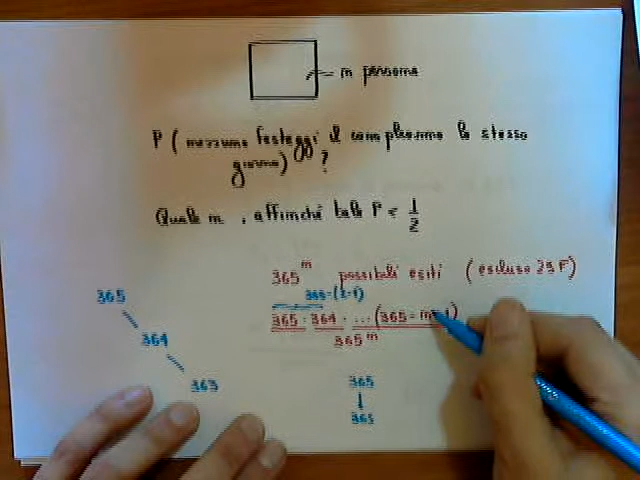 n persone
P ( nessuno festeggi il compleanno lo stesso
giorno) ?
Quale n , affinché tale P < 1/2
365^n possibili esiti ( escluso 29 F)
365-(2-1)
365 · 364 · ... (365 - n + 1)
365^n
365
364
363
365
365